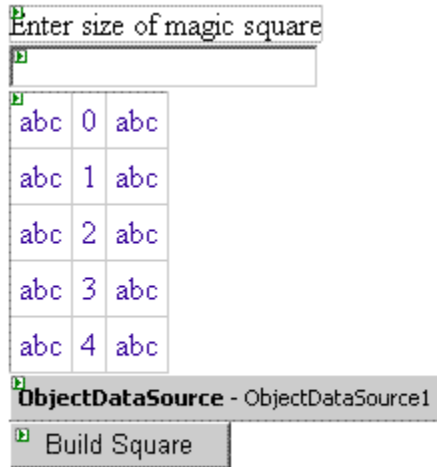 Enter size of magic square
abc 0 abc
abc 1 abc
abc 2 abc
abc 3 abc
abc 4 abc
ObjectDataSource - ObjectDataSource1
Build Square